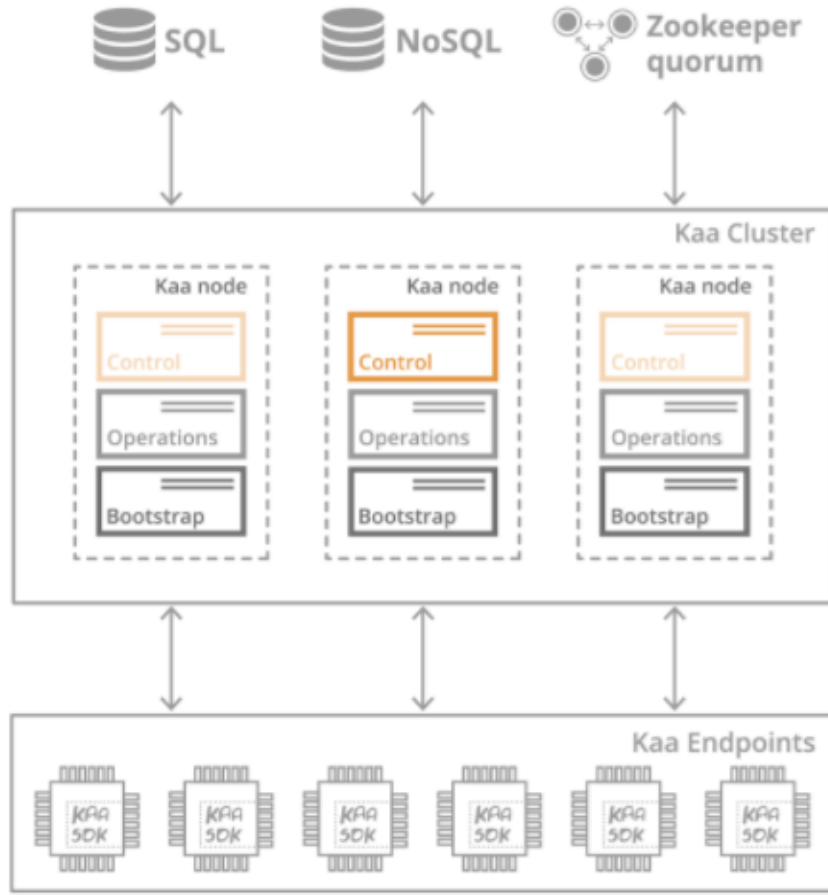 SQL
NoSQL
Zookeeper
quorum
Kaa Cluster
Kaa node
Control
Operations
Bootstrap
Kaa node
Control
Operations
Bootstrap
Kaa node
Control
Operations
Bootstrap
Kaa Endpoints
KAA
SDK
KAA
SDK
KAA
SDK
KAA
SDK
KAA
SDK
KAA
SDK